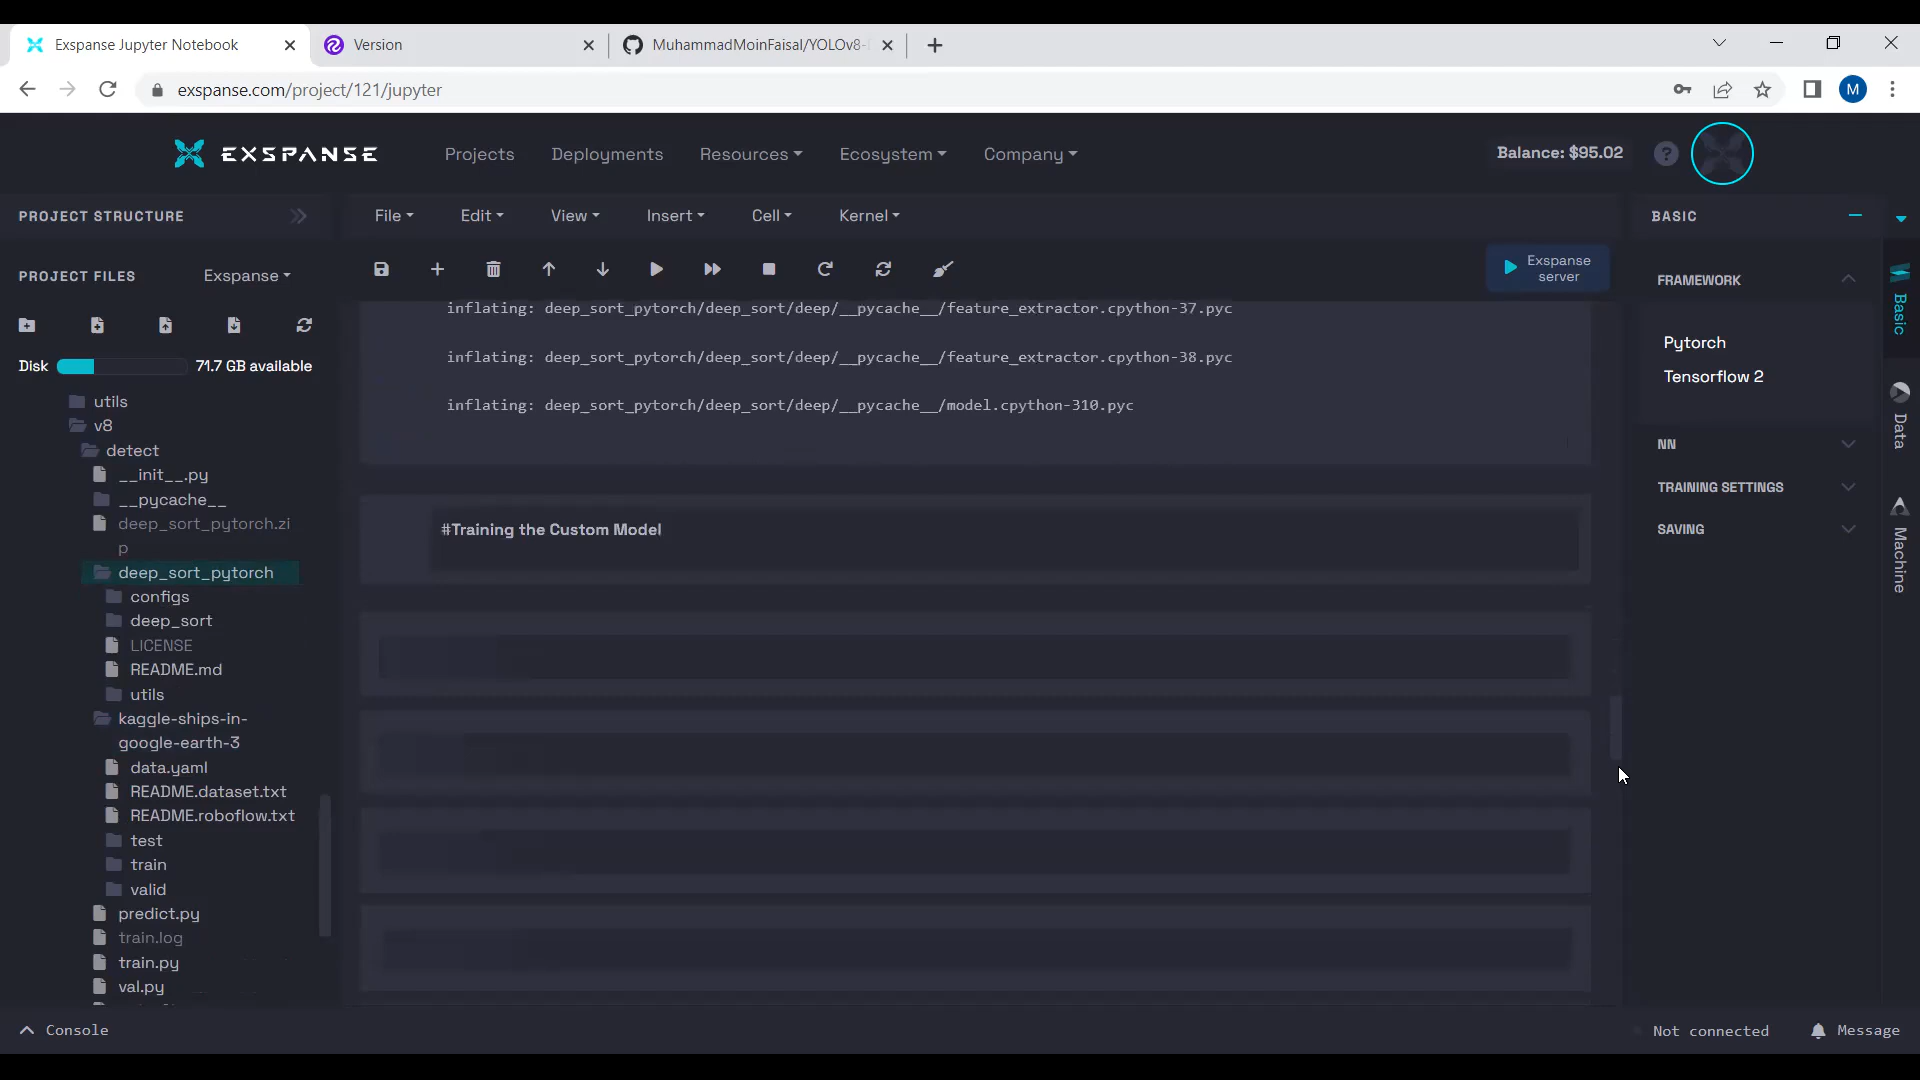 Exspanse Jupyter Notebook
Version
MuhammadMoinFaisal/YOLOv8-
exspanse.com/project/121/jupyter
M
EXSPANSE
Projects
Deployments
Resources
Ecosystem
Company
Balance: $95.02
?
PROJECT STRUCTURE
File
Edit
View
Insert
Cell
Kernel
BASIC
PROJECT FILES
Exspanse
Exspanse
server
Disk
71.7 GB available
utils
v8
detect
__init__.py
__pycache__
deep_sort_pytorch.zi
p
deep_sort_pytorch
configs
deep_sort
LICENSE
README.md
utils
kaggle-ships-in-
google-earth-3
data.yaml
README.dataset.txt
README.roboflow.txt
test
train
valid
predict.py
train.log
train.py
val.py
inflating: deep_sort_pytorch/deep_sort/deep/__pycache__/feature_extractor.cpython-37.pyc
inflating: deep_sort_pytorch/deep_sort/deep/__pycache__/feature_extractor.cpython-38.pyc
inflating: deep_sort_pytorch/deep_sort/deep/__pycache__/model.cpython-310.pyc
#Training the Custom Model
FRAMEWORK
Pytorch
Tensorflow 2
NN
TRAINING SETTINGS
SAVING
Basic
Data
Machine
Console
Not connected
Message